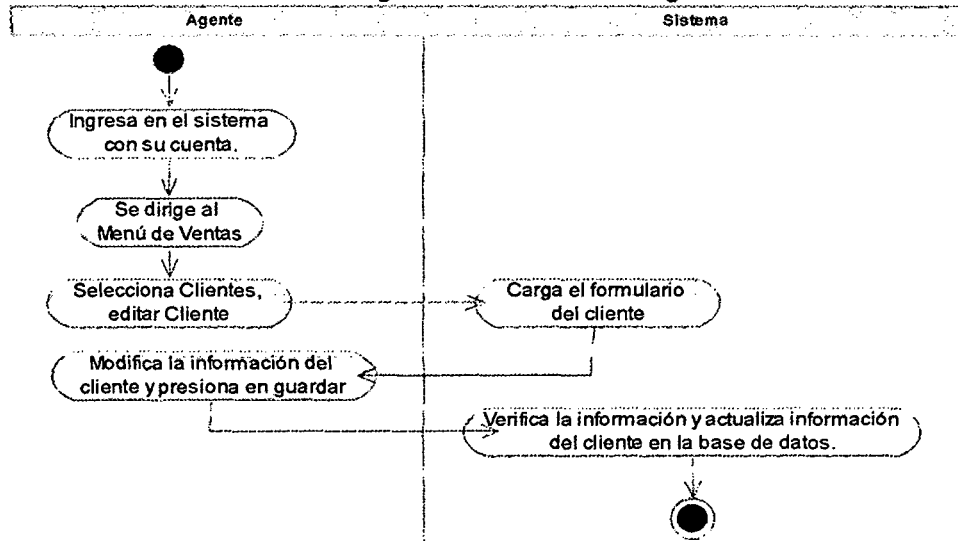 Agente
Sistema
Ingresa en el sistema
con su cuenta.
Se dirige al
Menú de Ventas
Selecciona Clientes,
editar Cliente
Carga el formulario
del cliente
Modifica la información del
cliente y presiona en guardar
Verifica la información y actualiza información
del cliente en la base de datos.